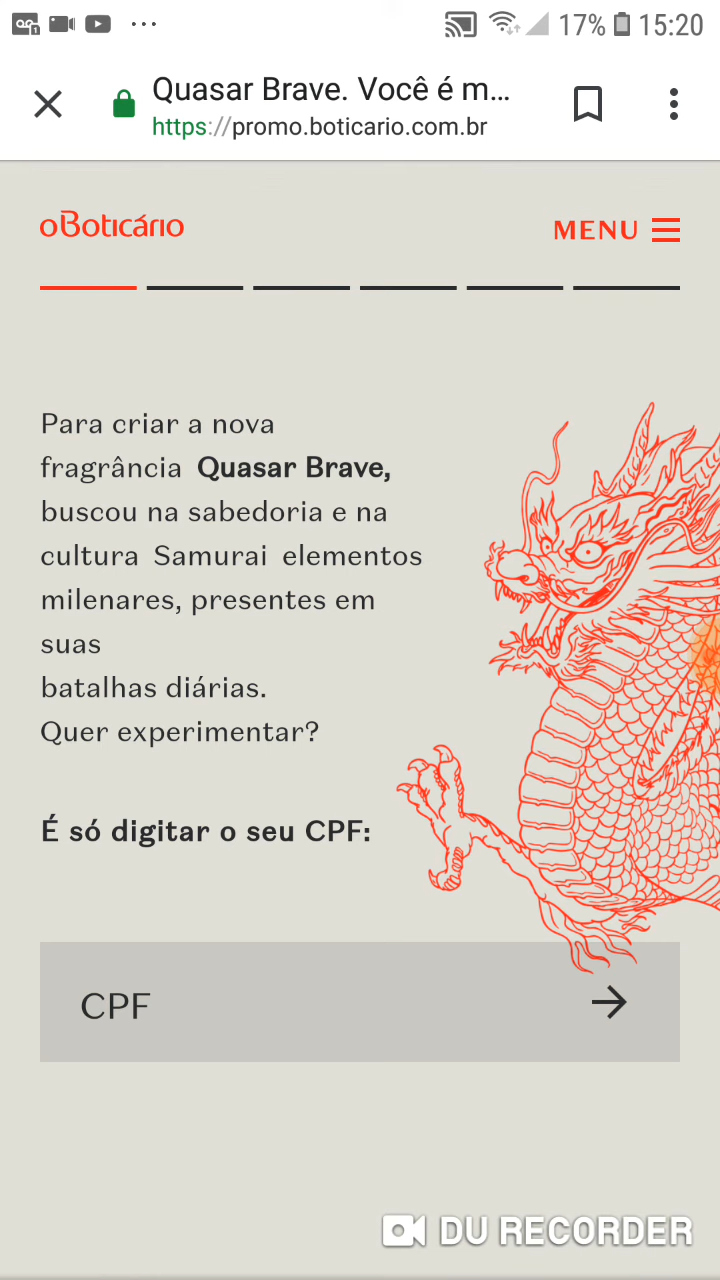 17% 15:20
Quasar Brave. Você é m...
https://promo.boticario.com.br
oBoticário
MENU
Para criar a nova
fragrância Quasar Brave,
buscou na sabedoria e na
cultura Samurai elementos
milenares, presentes em
suas
batalhas diárias.
Quer experimentar?
É só digitar o seu CPF:
CPF
DU RECORDER